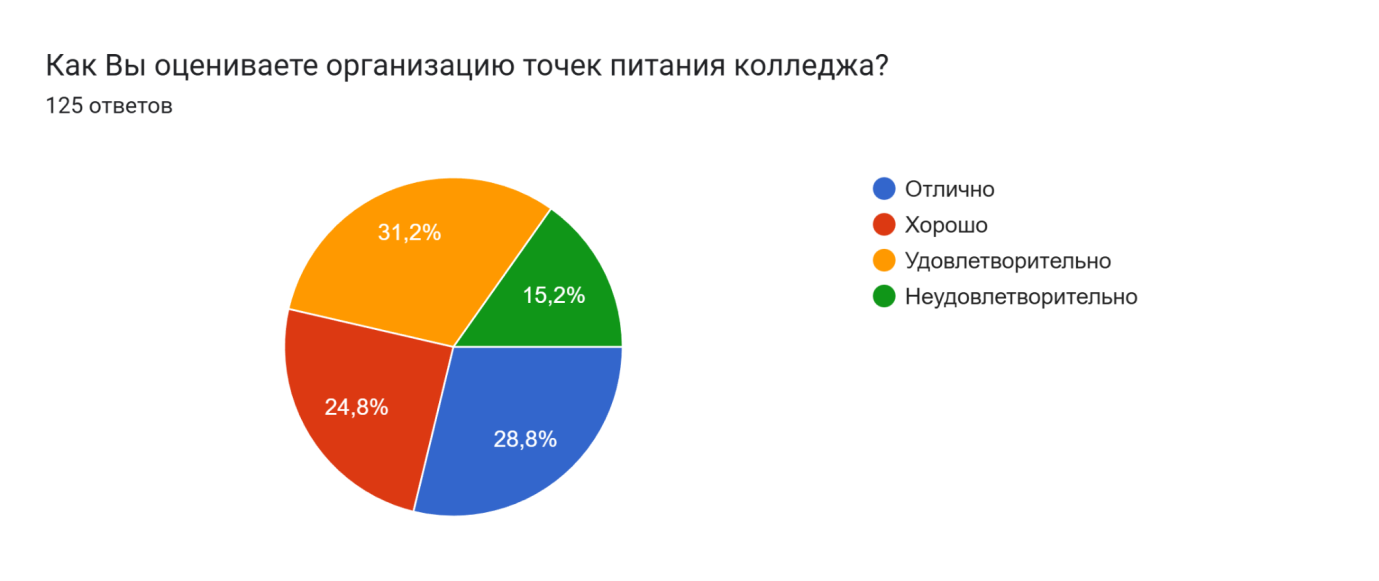 Как Вы оцениваете организацию точек питания колледжа?
125 ответов
31,2%
15,2%
24,8%
28,8%
Отлично
Хорошо
Удовлетворительно
Неудовлетворительно